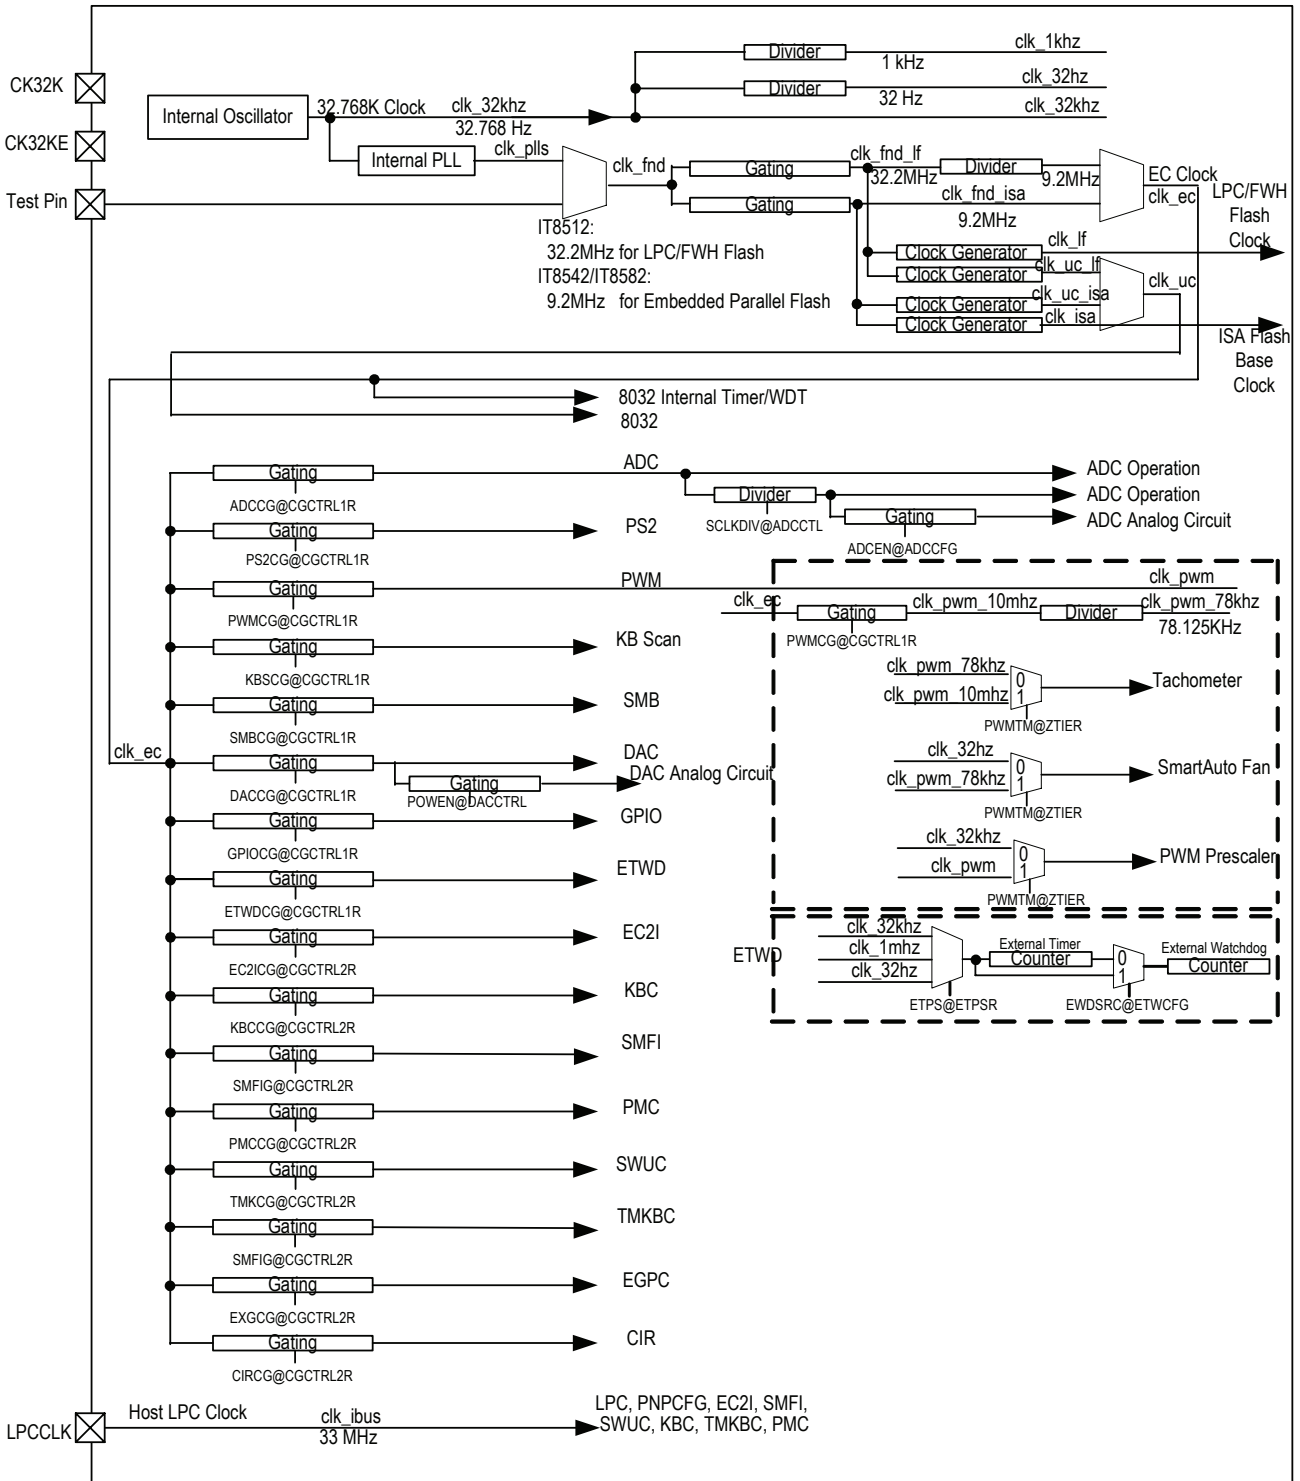 clk_1khz
Divider
1 kHz
clk_32hz
Divider
32 Hz
clk_32khz
CK32K
Internal Oscillator
32.768K Clock
clk_32khz
32.768 Hz
CK32KE
Internal PLL
clk_plls
Test Pin
clk_fnd
Gating
clk_fnd_lf
32.2MHz
Divider
9.2MHz
EC Clock
clk_ec
Gating
clk_fnd_isa
9.2MHz
LPC/FWH
Flash
Clock
IT8512:
32.2MHz for LPC/FWH Flash
IT8542/IT8582:
9.2MHz for Embedded Parallel Flash
Clock Generator
clk_lf
Clock Generator
clk_uc_lf
clk_uc
Clock Generator
clk_uc_isa
Clock Generator
clk_isa
ISA Flash
Base
Clock
8032 Internal Timer/WDT
8032
Gating
ADC
ADCCG@CGCTRL1R
ADC Operation
Divider
ADC Operation
SCLKDIV@ADCCTL
Gating
ADC Analog Circuit
ADCEN@ADCCFG
Gating
PS2
PS2CG@CGCTRL1R
Gating
PWM
PWMCG@CGCTRL1R
clk_pwm
clk_ec
Gating
clk_pwm_10mhz
Divider
clk_pwm_78khz
78.125KHz
PWMCG@CGCTRL1R
Gating
KB Scan
KBSCG@CGCTRL1R
clk_pwm_78khz
clk_pwm_10mhz
0
1
Tachometer
PWMTM@ZTIER
Gating
SMB
SMBCG@CGCTRL1R
clk_ec
Gating
DAC
DACCG@CGCTRL1R
Gating
DAC Analog Circuit
POWEN@DACCTRL
clk_32hz
clk_pwm_78khz
0
1
SmartAuto Fan
PWMTM@ZTIER
Gating
GPIO
GPIOCG@CGCTRL1R
clk_32khz
clk_pwm
0
1
PWM Prescaler
PWMTM@ZTIER
Gating
ETWD
ETWDCG@CGCTRL1R
Gating
EC2I
EC2ICG@CGCTRL2R
ETWD
clk_32khz
clk_1mhz
clk_32hz
ETPS@ETPSR
External Timer
Counter
0
1
EWDSRC@ETWCFG
External Watchdog
Counter
Gating
KBC
KBCCG@CGCTRL2R
Gating
SMFI
SMFIG@CGCTRL2R
Gating
PMC
PMCCG@CGCTRL2R
Gating
SWUC
TMKCG@CGCTRL2R
Gating
TMKBC
SMFIG@CGCTRL2R
Gating
EGPC
EXGCG@CGCTRL2R
Gating
CIR
CIRCG@CGCTRL2R
LPCCLK
Host LPC Clock
clk_ibus
33 MHz
LPC, PNPCFG, EC2I, SMFI,
SWUC, KBC, TMKBC, PMC